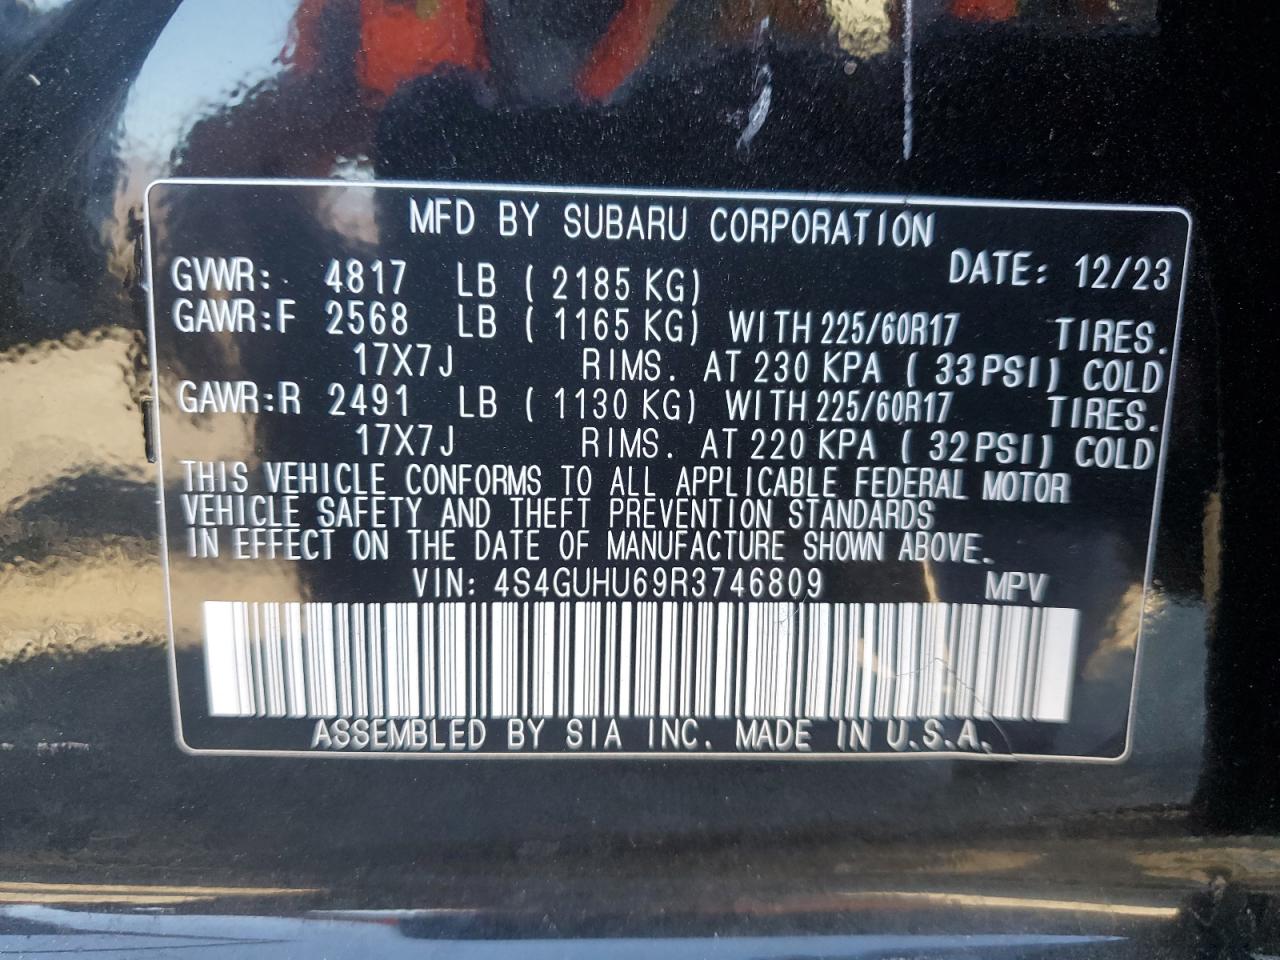 MFD BY SUBARU CORPORATION
DATE: 12/23
GVWR: 4817 LB ( 2185 KG)
GAWR:F 2568 LB ( 1165 KG) WITH 225/60R17 TIRES.
17X7J RIMS. AT 230 KPA ( 33 PSI) COLD
GAWR:R 2491 LB ( 1130 KG) WITH 225/60R17 TIRES.
17X7J RIMS. AT 220 KPA ( 32 PSI) COLD
THIS VEHICLE CONFORMS TO ALL APPLICABLE FEDERAL MOTOR
VEHICLE SAFETY AND THEFT PREVENTION STANDARDS
IN EFFECT ON THE DATE OF MANUFACTURE SHOWN ABOVE.
VIN: 4S4GUHU69R3746809 MPV
ASSEMBLED BY SIA INC. MADE IN U.S.A.